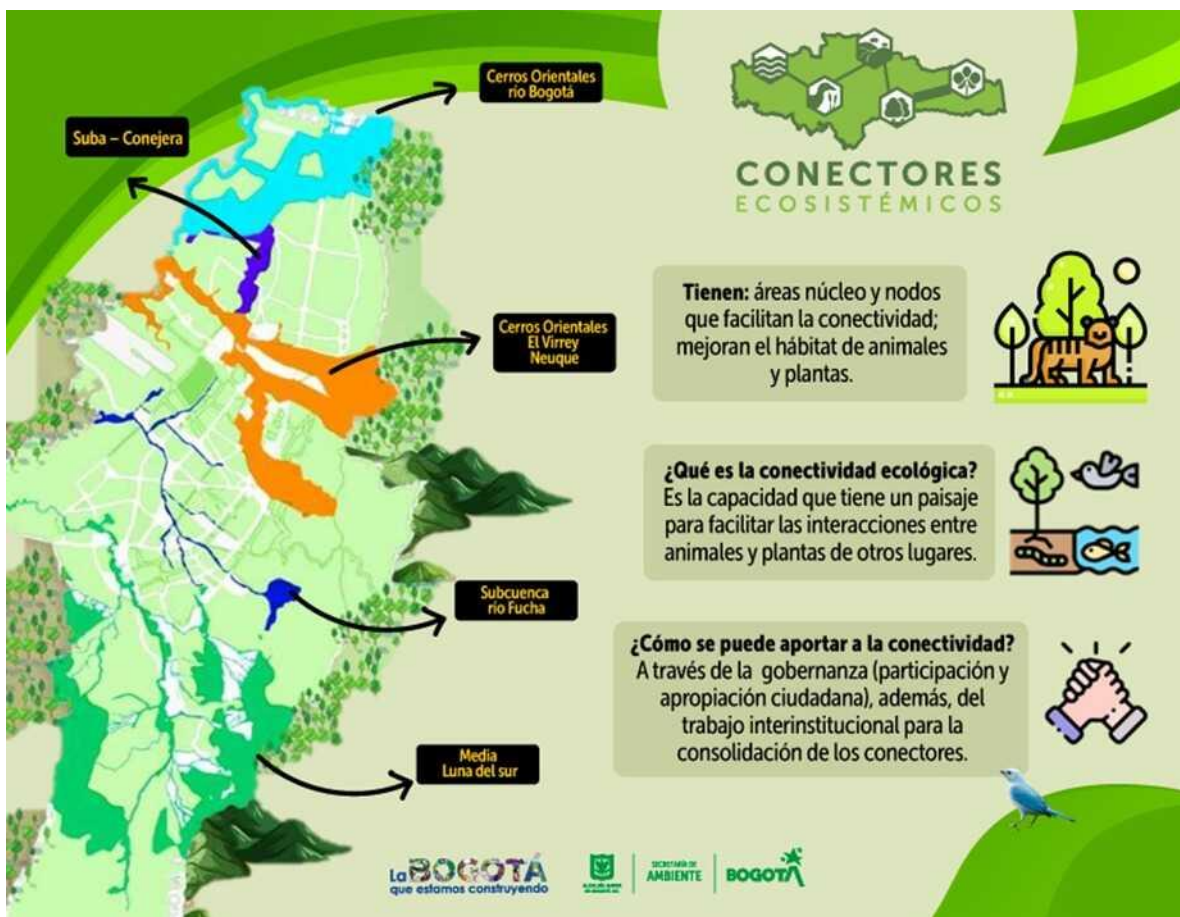 Cerros Orientales
río Bogotá
Suba – Conejera
CONECTORES
ECOSISTÉMICOS
Tienen: áreas núcleo y nodos
que facilitan la conectividad;
mejoran el hábitat de animales
y plantas.
Cerros Orientales
El Virrey
Neuque
¿Qué es la conectividad ecológica?
Es la capacidad que tiene un paisaje
para facilitar las interacciones entre
animales y plantas de otros lugares.
Subcuenca
río Fucha
¿Cómo se puede aportar a la conectividad?
A través de la gobernanza (participación y
apropiación ciudadana), además, del
trabajo interinstitucional para la
consolidación de los conectores.
Media
Luna del sur
La BOGOTÁ
que estamos construyendo
SECRETARÍA DE
AMBIENTE
BOGOTÁ